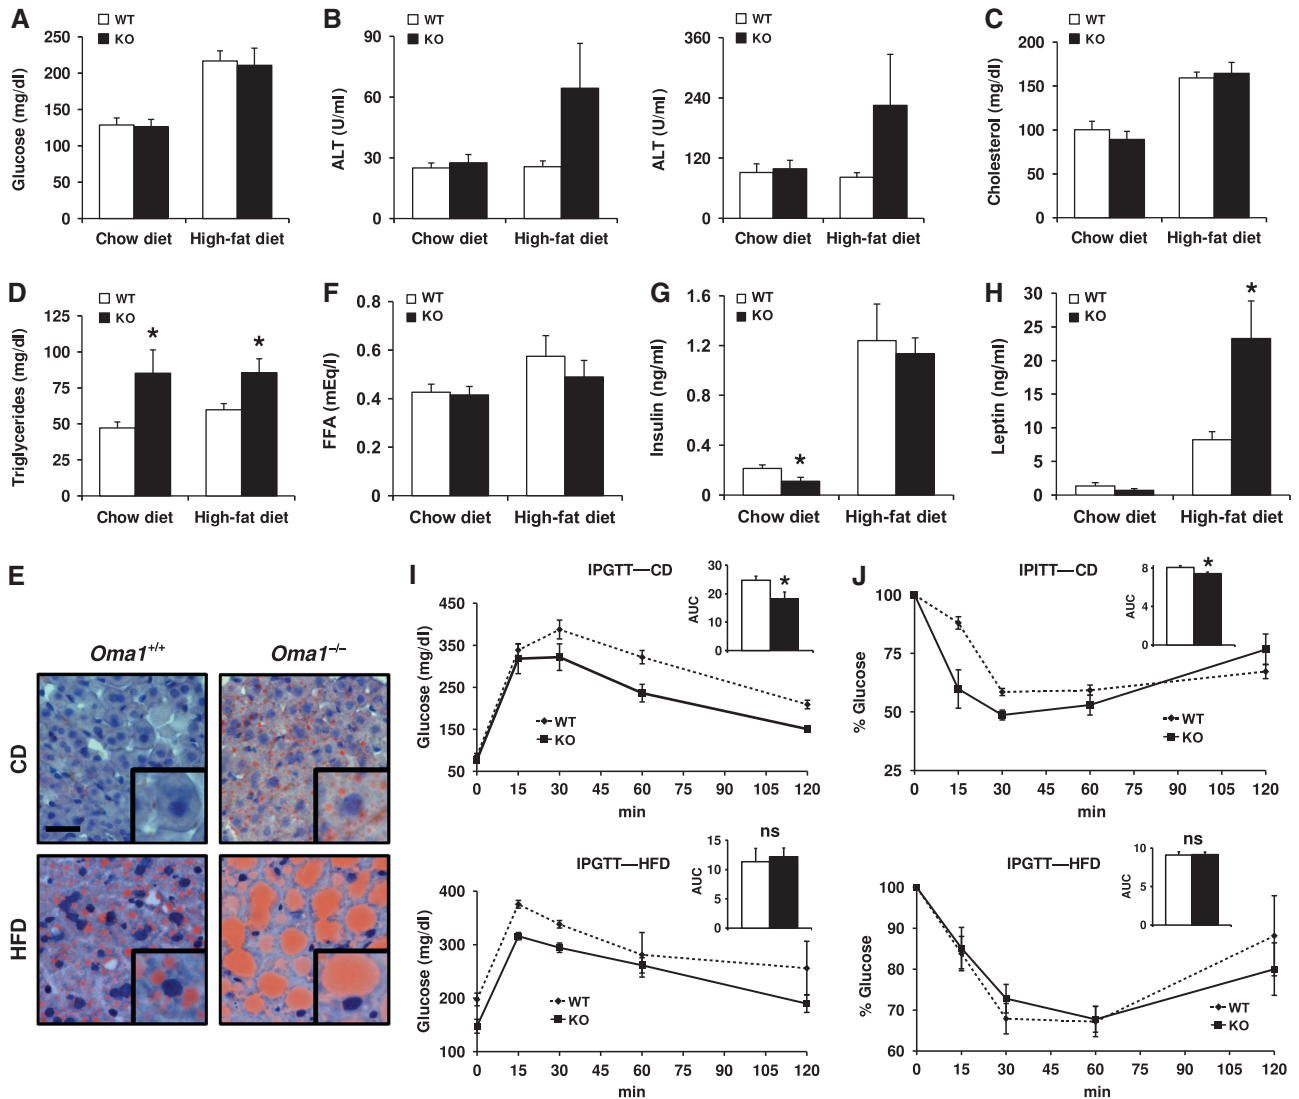 A
WT
KO
Glucose (mg/dl)
250
200
150
100
50
0
Chow diet High-fat diet
B
WT
KO
ALT (U/ml)
90
60
30
0
Chow diet High-fat diet
WT
KO
ALT (U/ml)
360
240
120
0
Chow diet High-fat diet
C
WT
KO
Cholesterol (mg/dl)
200
150
100
50
0
Chow diet High-fat diet
D
WT
KO
Triglycerides (mg/dl)
125
100
75
50
25
0
* *
Chow diet High-fat diet
F
WT
KO
FFA (mEq/l)
0.8
0.6
0.4
0.2
0
Chow diet High-fat diet
G
WT
KO
Insulin (ng/ml)
1.6
1.2
0.8
0.4
0
*
Chow diet High-fat diet
H
WT
KO
Leptin (ng/ml)
30
25
20
15
10
5
0
*
Chow diet High-fat diet
E
Oma1+/+ Oma1–/–
CD
HFD
I
IPGTT—CD
Glucose (mg/dl)
450
350
250
150
50
0 15 30 45 60 75 90 105 120
min
WT
KO
AUC
30
20
10
0
*
IPGTT—HFD
Glucose (mg/dl)
400
300
200
100
0 15 30 45 60 75 90 105 120
min
WT
KO
ns
AUC
15
10
5
0
J
IPITT—CD
% Glucose
100
75
50
25
0 15 30 45 60 75 90 105 120
min
WT
KO
AUC
8
4
0
*
IPGTT—HFD
% Glucose
100
90
80
70
60
0 15 30 45 60 75 90 105 120
min
WT
KO
ns
AUC
10
5
0